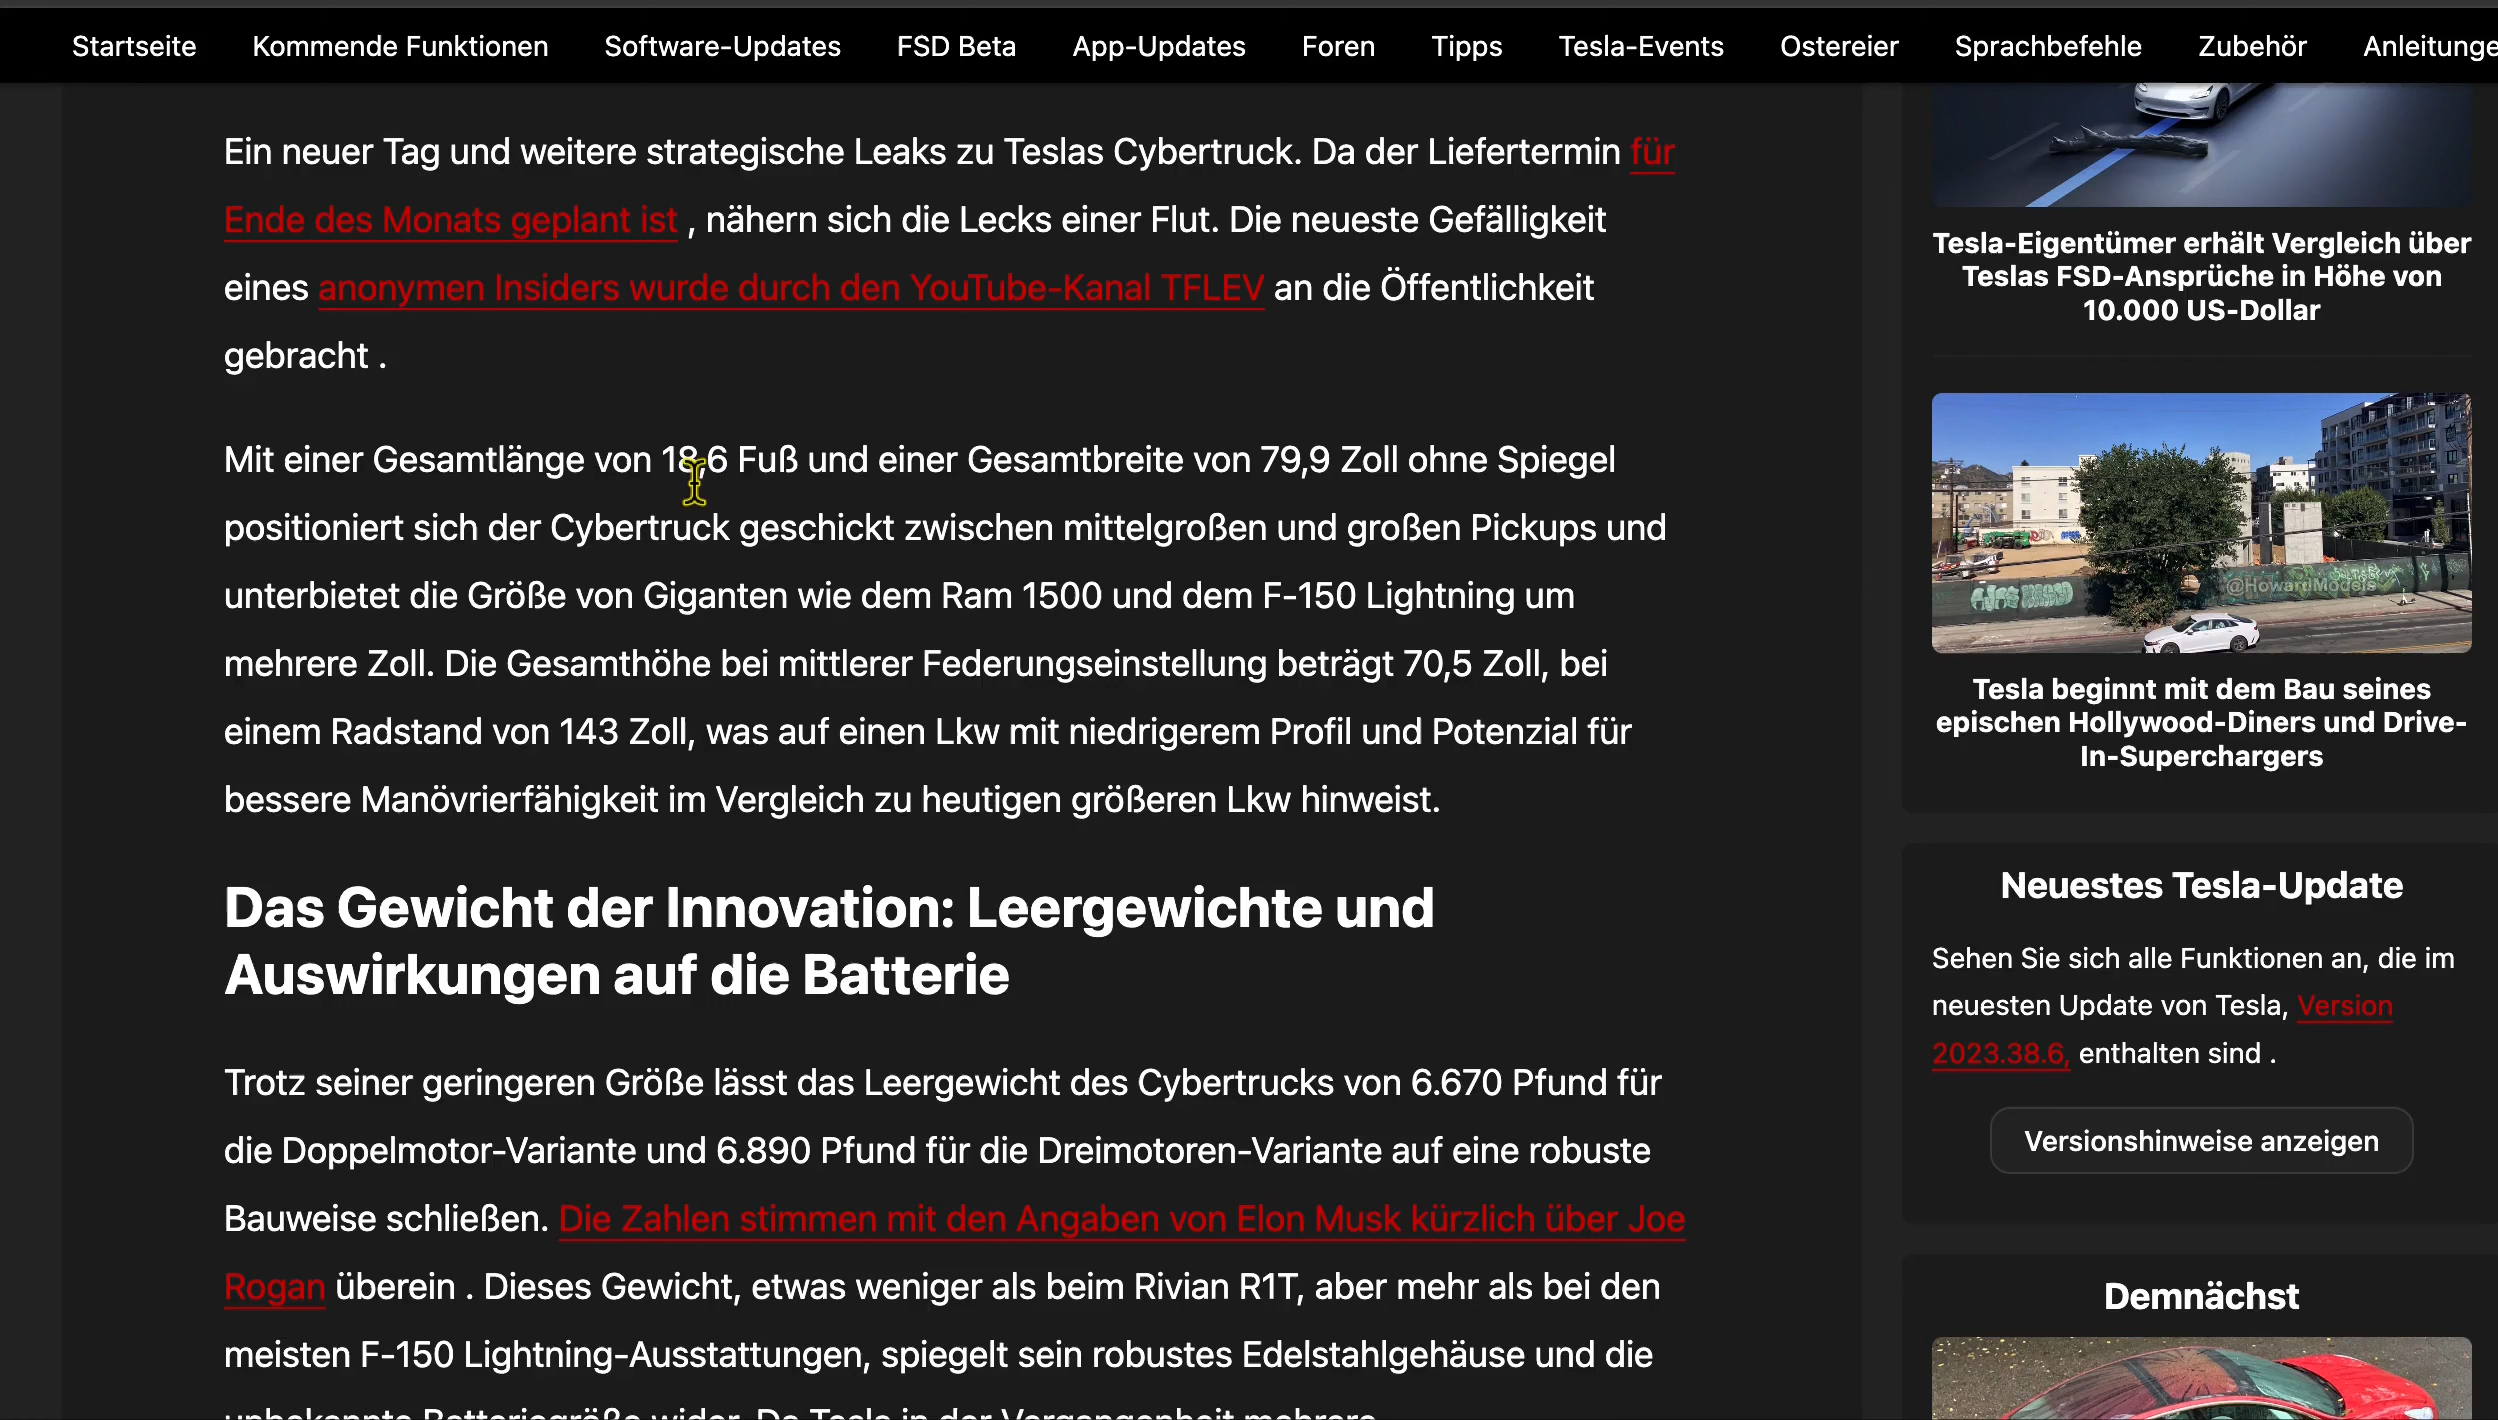 Startseite Kommende Funktionen Software-Updates FSD Beta App-Updates Foren Tipps Tesla-Events Ostereier Sprachbefehle Zubehör Anleitunge
Ein neuer Tag und weitere strategische Leaks zu Teslas Cybertruck. Da der Liefertermin für
Ende des Monats geplant ist , nähern sich die Lecks einer Flut. Die neueste Gefälligkeit
eines anonymen Insiders wurde durch den YouTube-Kanal TFLEV an die Öffentlichkeit
gebracht .
Mit einer Gesamtlänge von 18,6 Fuß und einer Gesamtbreite von 79,9 Zoll ohne Spiegel
positioniert sich der Cybertruck geschickt zwischen mittelgroßen und großen Pickups und
unterbietet die Größe von Giganten wie dem Ram 1500 und dem F-150 Lightning um
mehrere Zoll. Die Gesamthöhe bei mittlerer Federungseinstellung beträgt 70,5 Zoll, bei
einem Radstand von 143 Zoll, was auf einen Lkw mit niedrigerem Profil und Potenzial für
bessere Manövrierfähigkeit im Vergleich zu heutigen größeren Lkw hinweist.
Das Gewicht der Innovation: Leergewichte und
Auswirkungen auf die Batterie
Trotz seiner geringeren Größe lässt das Leergewicht des Cybertrucks von 6.670 Pfund für
die Doppelmotor-Variante und 6.890 Pfund für die Dreimotoren-Variante auf eine robuste
Bauweise schließen. Die Zahlen stimmen mit den Angaben von Elon Musk kürzlich über Joe
Rogan überein . Dieses Gewicht, etwas weniger als beim Rivian R1T, aber mehr als bei den
meisten F-150 Lightning-Ausstattungen, spiegelt sein robustes Edelstahlgehäuse und die
unbekannte Batteriegröße wider. Da Tesla in der Vergangenheit mehrere
Tesla-Eigentümer erhält Vergleich über
Teslas FSD-Ansprüche in Höhe von
10.000 US-Dollar
@HowardModels
Tesla beginnt mit dem Bau seines
epischen Hollywood-Diners und Drive-
In-Superchargers
Neuestes Tesla-Update
Sehen Sie sich alle Funktionen an, die im
neuesten Update von Tesla, Version
2023.38.6, enthalten sind .
Versionshinweise anzeigen
Demnächst